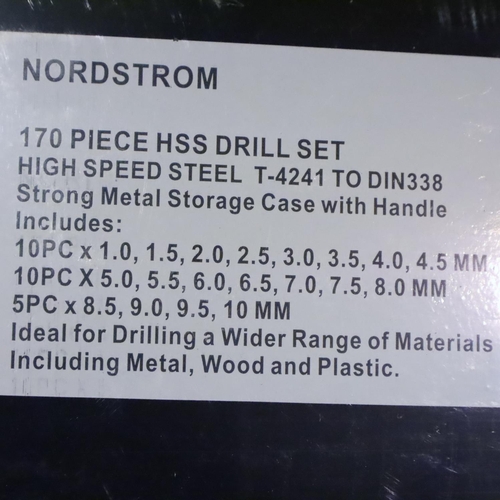 NORDSTROM
170 PIECE HSS DRILL SET
HIGH SPEED STEEL T-4241 TO DIN338
Strong Metal Storage Case with Handle
Includes:
10PC x 1.0, 1.5, 2.0, 2.5, 3.0, 3.5, 4.0, 4.5 MM
10PC X 5.0, 5.5, 6.0, 6.5, 7.0, 7.5, 8.0 MM
5PC x 8.5, 9.0, 9.5, 10 MM
Ideal for Drilling a Wider Range of Materials
Including Metal, Wood and Plastic.